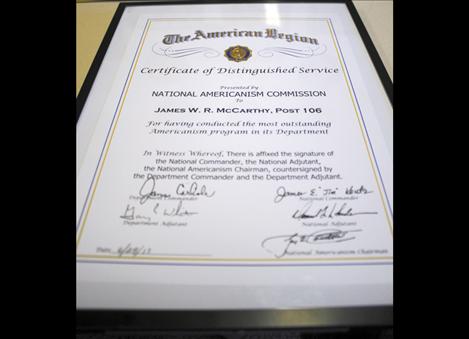 The American Legion
Certificate of Distinguished Service
Presented by
NATIONAL AMERICANISM COMMISSION
To
JAMES W. R. MCCARTHY, POST 106
For having conducted the most outstanding
Americanism program in its Department
In Witness Whereof, There is affixed the signature of
the National Commander, the National Adjutant,
the National Americanism Chairman, countersigned by
the Department Commander and the Department Adjutant.
James E. "Jim" Koutz
Department Commander National Commander
Department Adjutant National Adjutant
Date
National Americanism Chairman